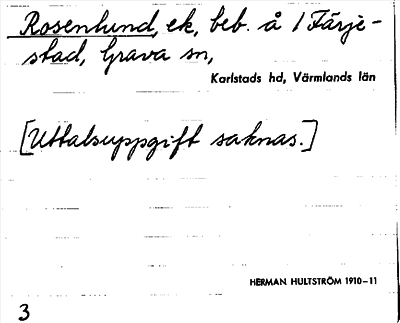 Rosenlund, ek, beb. å 1 Färje-
stad, Grava sn,
Karlstads hd, Värmlands län
[Uttalsuppgift saknas.]
HERMAN HULTSTRÖM 1910–11
3